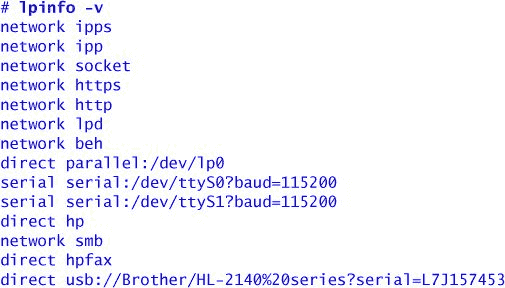 # lpinfo -v
network ipps
network ipp
network socket
network https
network http
network lpd
network beh
direct parallel:/dev/lp0
serial serial:/dev/ttyS0?baud=115200
serial serial:/dev/ttyS1?baud=115200
direct hp
network smb
direct hpfax
direct usb://Brother/HL-2140%20series?serial=L7J157453